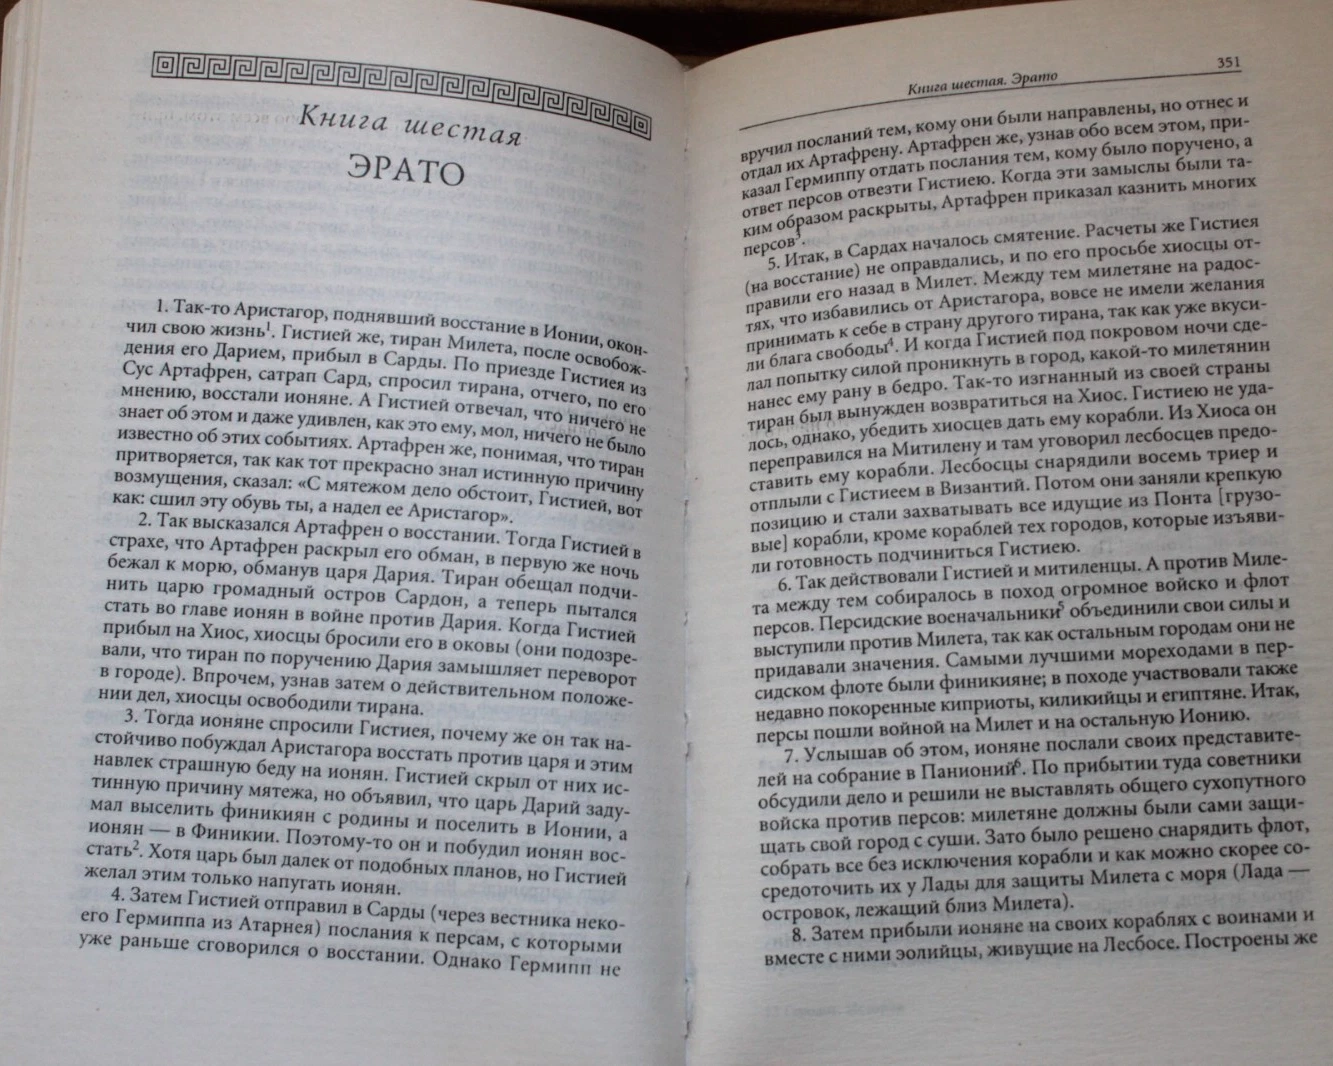 Книга шестая
ЭРАТО
1. Так-то Аристагор, поднявший восстание в Ионии, окон-
чил свою жизнь¹. Гистией же, тиран Милета, после освобож-
дения его Дарием, прибыл в Сарды. По приезде Гистиея из
Сус Артафрен, сатрап Сард, спросил тирана, отчего, по его
мнению, восстали ионяне. А Гистией отвечал, что ничего не
знает об этом и даже удивлен, как это ему, мол, ничего не было
известно об этих событиях. Артафрен же, понимая, что тиран
притворяется, так как тот прекрасно знал истинную причину
возмущения, сказал: «С мятежом дело обстоит, Гистией, вот
как: сшил эту обувь ты, а надел ее Аристагор».
2. Так высказался Артафрен о восстании. Тогда Гистией в
страхе, что Артафрен раскрыл его обман, в первую же ночь
бежал к морю, обманув царя Дария. Тиран обещал подчи-
нить царю громадный остров Сардон, а теперь пытался
стать во главе ионян в войне против Дария. Когда Гистией
прибыл на Хиос, хиосцы бросили его в оковы (они подозре-
вали, что тиран по поручению Дария замышляет переворот
в городе). Впрочем, узнав затем о действительном положе-
нии дел, хиосцы освободили тирана.
3. Тогда ионяне спросили Гистиея, почему же он так на-
стойчиво побуждал Аристагора восстать против царя и этим
навлек страшную беду на ионян. Гистией скрыл от них ис-
тинную причину мятежа, но объявил, что царь Дарий заду-
мал выселить финикиян с родины и поселить в Ионии, а
ионян — в Финикии. Поэтому-то он и побудил ионян вос-
стать². Хотя царь был далек от подобных планов, но Гистией
желал этим только напугать ионян.
4. Затем Гистией отправил в Сарды (через вестника неко-
его Гермиппа из Атарнея) послания к персам, с которыми
уже раньше сговорился о восстании. Однако Гермипп не
Книга шестая. Эрато
351
вручил посланий тем, кому они были направлены, но отнес и
отдал их Артафрену. Артафрен же, узнав обо всем этом, при-
казал Гермиппу отдать послания тем, кому было поручено, а
ответ персов отвезти Гистиею. Когда эти замыслы были та-
ким образом раскрыты, Артафрен приказал казнить многих
персов³.
5. Итак, в Сардах началось смятение. Расчеты же Гистиея
(на восстание) не оправдались, и по его просьбе хиосцы от-
правили его назад в Милет. Между тем милетяне на радос-
тях, что избавились от Аристагора, вовсе не имели желания
принимать к себе в страну другого тирана, так как уже вкуси-
ли блага свободы⁴. И когда Гистией под покровом ночи сде-
лал попытку силой проникнуть в город, какой-то милетянин
нанес ему рану в бедро. Так-то изгнанный из своей страны
тиран был вынужден возвратиться на Хиос. Гистиею не уда-
лось, однако, убедить хиосцев дать ему корабли. Из Хиоса он
переправился на Митилену и там уговорил лесбосцев предо-
ставить ему корабли. Лесбосцы снарядили восемь триер и
отплыли с Гистиеем в Византий. Потом они заняли крепкую
позицию и стали захватывать все идущие из Понта [грузо-
вые] корабли, кроме кораблей тех городов, которые изъяви-
ли готовность подчиниться Гистиею.
6. Так действовали Гистией и митиленцы. А против Миле-
та между тем собиралось в поход огромное войско и флот
персов. Персидские военачальники⁵ объединили свои силы и
выступили против Милета, так как остальным городам они не
придавали значения. Самыми лучшими мореходами в пер-
сидском флоте были финикияне; в походе участвовали также
недавно покоренные киприоты, киликийцы и египтяне. Итак,
персы пошли войной на Милет и на остальную Ионию.
7. Услышав об этом, ионяне послали своих представите-
лей на собрание в Панионий⁶. По прибытии туда советники
обсудили дело и решили не выставлять общего сухопутного
войска против персов: милетяне должны были сами защи-
щать свой город с суши. Зато было решено снарядить флот,
собрать все без исключения корабли и как можно скорее со-
средоточить их у Лады для защиты Милета с моря (Лада —
островок, лежащий близ Милета).
8. Затем прибыли ионяне на своих кораблях с воинами и
вместе с ними эолийцы, живущие на Лесбосе. Построены же